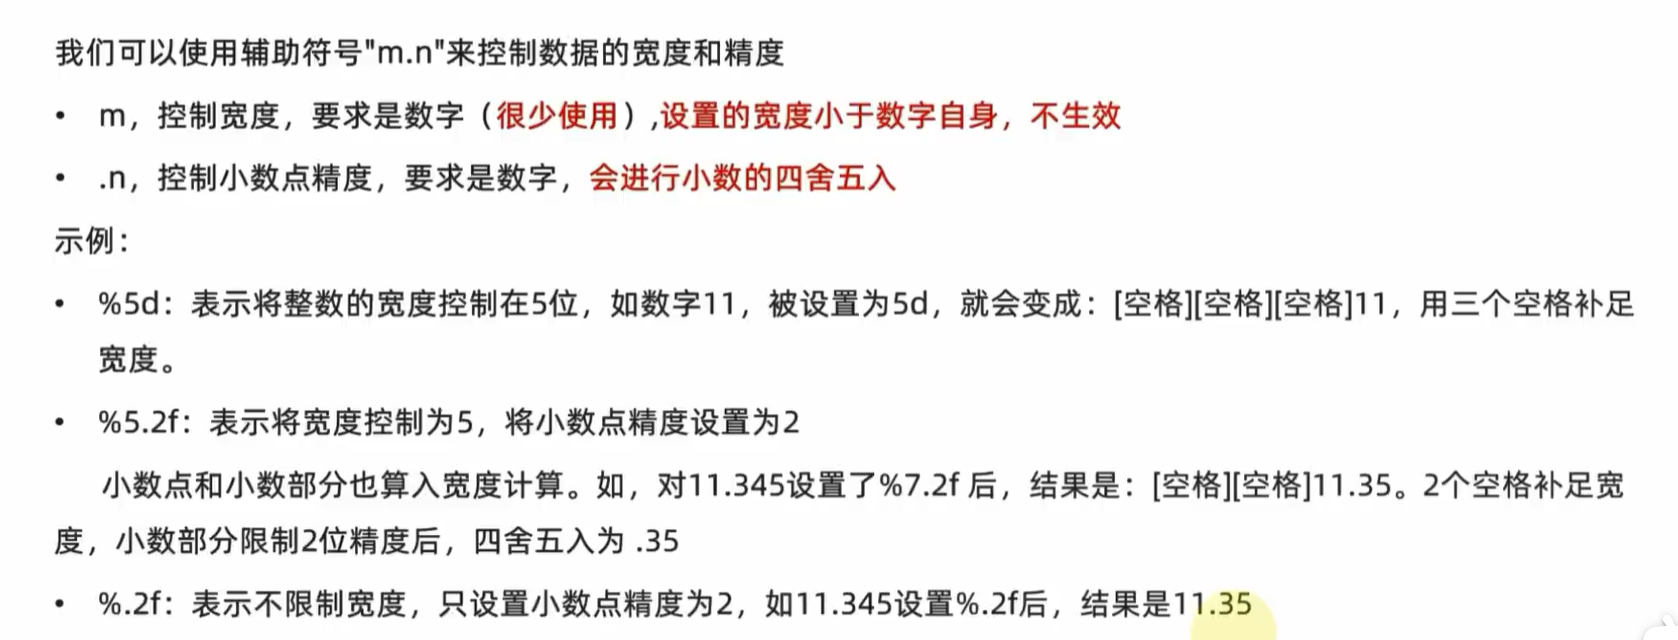 我们可以使用辅助符号"m.n"来控制数据的宽度和精度
• m，控制宽度，要求是数字（很少使用）,设置的宽度小于数字自身，不生效
• .n，控制小数点精度，要求是数字，会进行小数的四舍五入
示例：
• %5d：表示将整数的宽度控制在5位，如数字11，被设置为5d，就会变成：[空格][空格][空格]11，用三个空格补足
宽度。
• %5.2f：表示将宽度控制为5，将小数点精度设置为2
小数点和小数部分也算入宽度计算。如，对11.345设置了%7.2f 后，结果是：[空格][空格]11.35。2个空格补足宽
度，小数部分限制2位精度后，四舍五入为 .35
• %.2f：表示不限制宽度，只设置小数点精度为2，如11.345设置%.2f后，结果是11.35